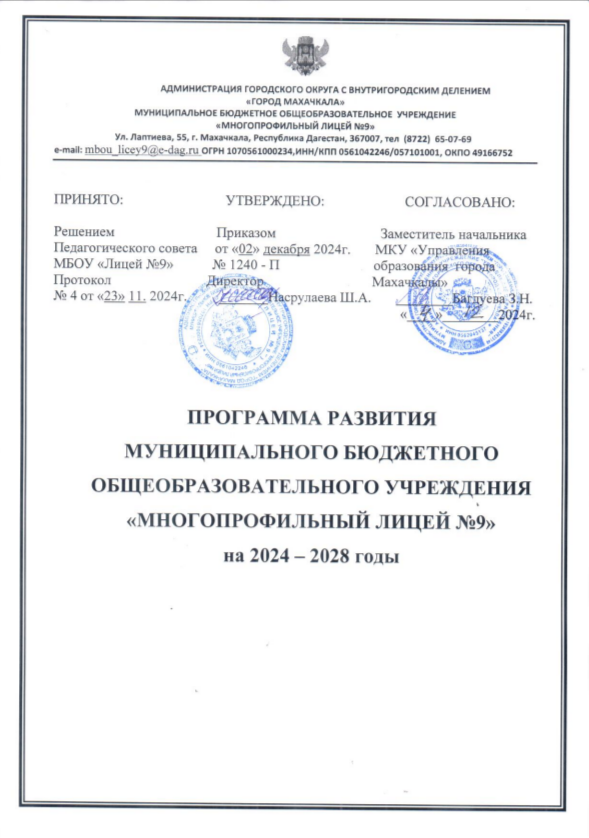 АДМИНИСТРАЦИЯ ГОРОДСКОГО ОКРУГА С ВНУТРИГОРОДСКИМ ДЕЛЕНИЕМ
«ГОРОД МАХАЧКАЛА»
МУНИЦИПАЛЬНОЕ БЮДЖЕТНОЕ ОБЩЕОБРАЗОВАТЕЛЬНОЕ УЧРЕЖДЕНИЕ
«МНОГОПРОФИЛЬНЫЙ ЛИЦЕЙ №9»
Ул. Лаптиева, 55, г. Махачкала, Республика Дагестан, 367007, тел (8722) 65-07-69
e-mail: mbou_licey9@e-dag.ru ОГРН 1070561000234,ИНН/КПП 0561042246/057101001, ОКПО 49166752
ПРИНЯТО:
Решением
Педагогического совета
МБОУ «Лицей №9»
Протокол
№ 4 от «23» 11. 2024г.
УТВЕРЖДЕНО:
Приказом
от «02» декабря 2024г.
№ 1240 - П
Директор
Насрулаева Ш.А.
СОГЛАСОВАНО:
Заместитель начальника
МКУ «Управления
образования города
Махачкалы»
Багдуева З.Н.
« » 2024г.
ПРОГРАММА РАЗВИТИЯ
МУНИЦИПАЛЬНОГО БЮДЖЕТНОГО
ОБЩЕОБРАЗОВАТЕЛЬНОГО УЧРЕЖДЕНИЯ
«МНОГОПРОФИЛЬНЫЙ ЛИЦЕЙ №9»
на 2024 – 2028 годы